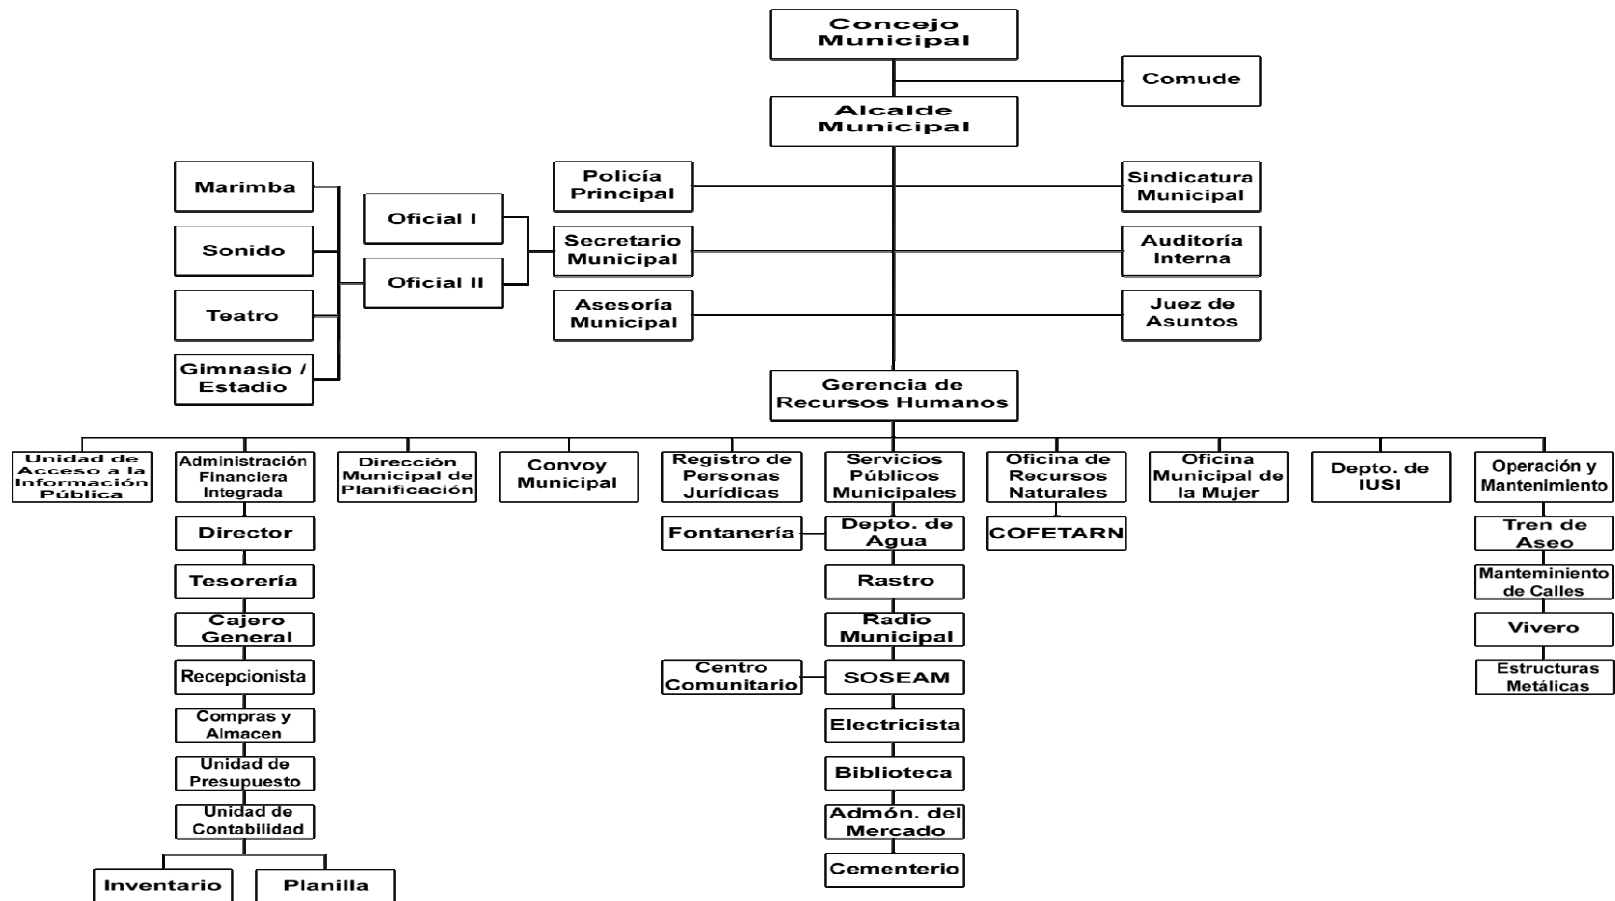 Concejo
Municipal
Comude
Alcalde
Municipal
Marimba
Oficial I
Policía
Principal
Sindicatura
Municipal
Sonido
Oficial II
Secretario
Municipal
Auditoría
Interna
Teatro
Asesoría
Municipal
Juez de
Asuntos
Gimnasio /
Estadio
Gerencia de
Recursos Humanos
Unidad de
Acceso a la
Información
Pública
Administración
Financiera
Integrada
Dirección
Municipal de
Planificación
Convoy
Municipal
Registro de
Personas
Jurídicas
Servicios
Públicos
Municipales
Oficina de
Recursos
Naturales
Oficina
Municipal de
la Mujer
Depto. de
IUSI
Operación y
Mantenimiento
Director
Fontanería
Depto. de
Agua
COFETARN
Tren de
Aseo
Tesorería
Rastro
Manteminiento
de Calles
Cajero
General
Radio
Municipal
Vivero
Recepcionista
Centro
Comunitario
SOSEAM
Estructuras
Metálicas
Compras y
Almacen
Electricista
Unidad de
Presupuesto
Biblioteca
Unidad de
Contabilidad
Admón. del
Mercado
Inventario
Planilla
Cementerio